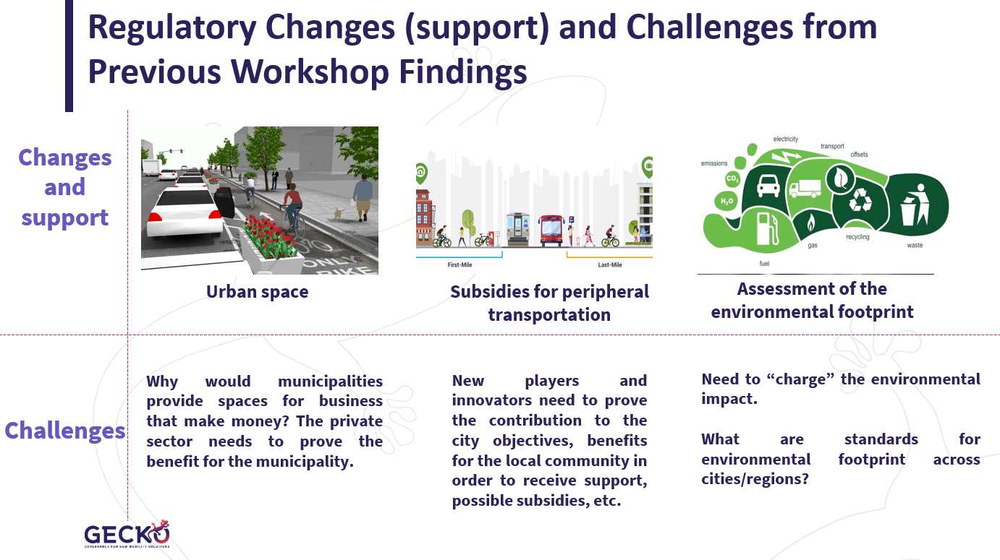 Regulatory Changes (support) and Challenges from
Previous Workshop Findings
Changes
and
support
ONLY
BIKE
Urban space
First-Mile
Last-Mile
Subsidies for peripheral
transportation
electricity
transport
offsets
emissions
CO2
H2O
recycling
gas
waste
fuel
Assessment of the
environmental footprint
Challenges
Why would municipalities
provide spaces for business
that make money? The private
sector needs to prove the
benefit for the municipality.
New players and
innovators need to prove
the contribution to the
city objectives, benefits
for the local community in
order to receive support,
possible subsidies, etc.
Need to “charge” the environmental
impact.
What are standards for
environmental footprint across
cities/regions?
GECKO
GOVERNANCE FOR NEW MOBILITY SOLUTIONS